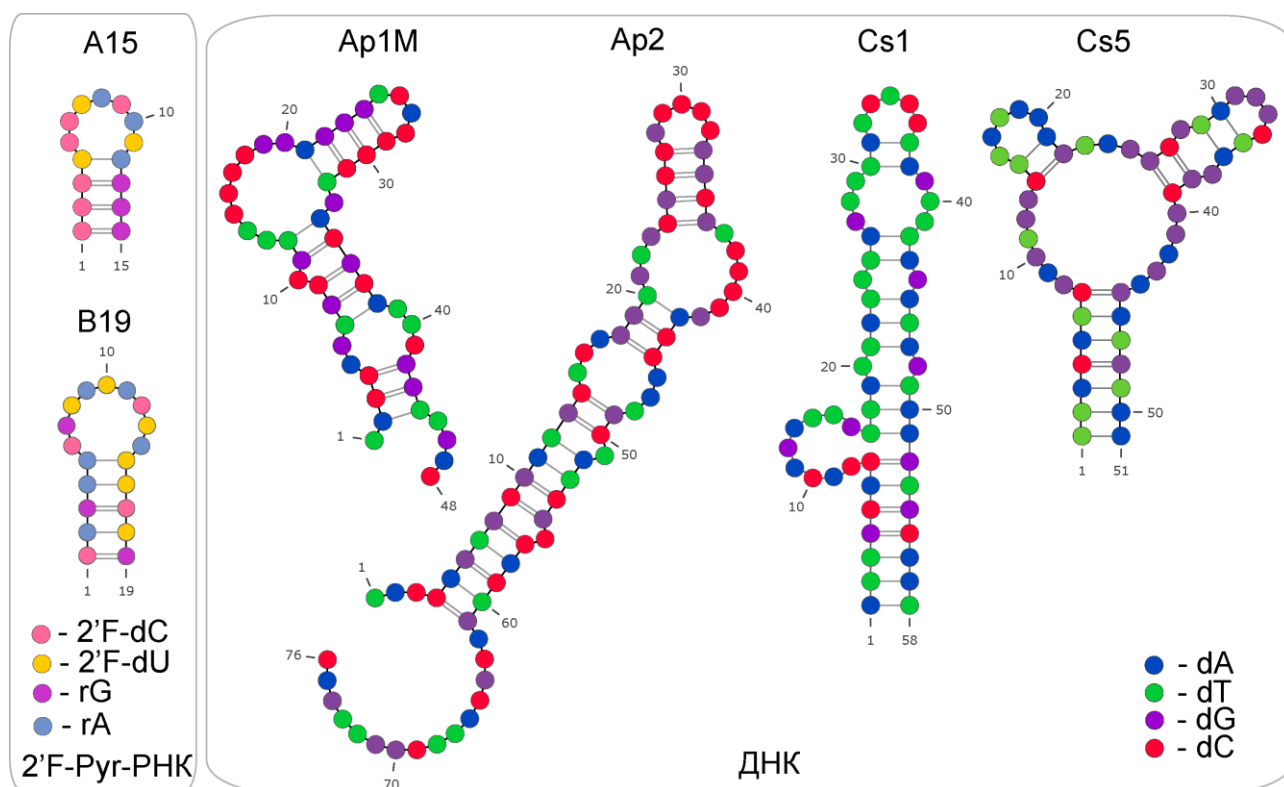 A15
10
1
15
B19
10
1
19
- 2'F-dC
- 2'F-dU
- rG
- rA
2'F-Pyr-РНК
Ap1M
20
30
10
40
1
48
Ap2
30
20
40
10
50
1
60
76
70
Cs1
30
40
20
50
10
1
58
Cs5
20
30
10
40
50
1
51
- dA
- dT
- dG
- dC
ДНК